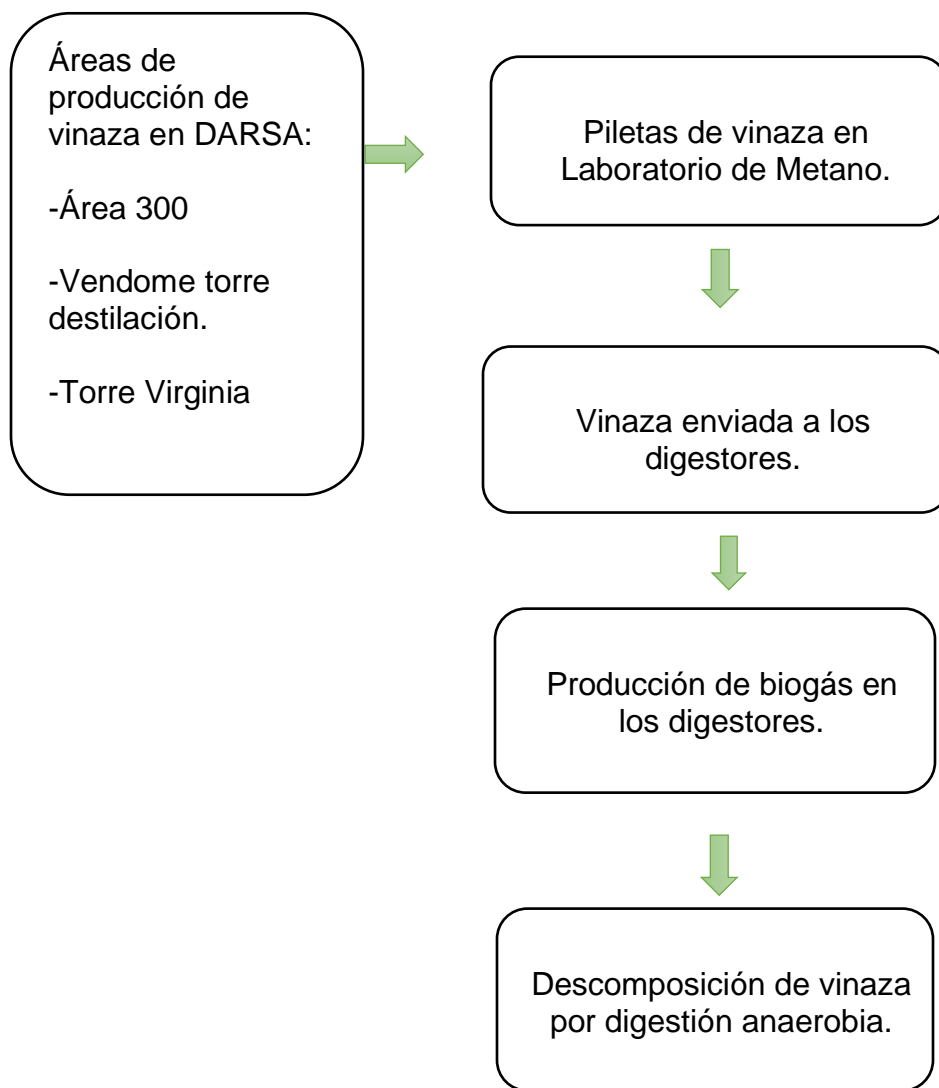 Áreas de
producción de
vinaza en DARSA:
-Área 300
-Vendome torre
destilación.
-Torre Virginia
Piletas de vinaza en
Laboratorio de Metano.
Vinaza enviada a los
digestores.
Producción de biogás en
los digestores.
Descomposición de vinaza
por digestión anaerobia.